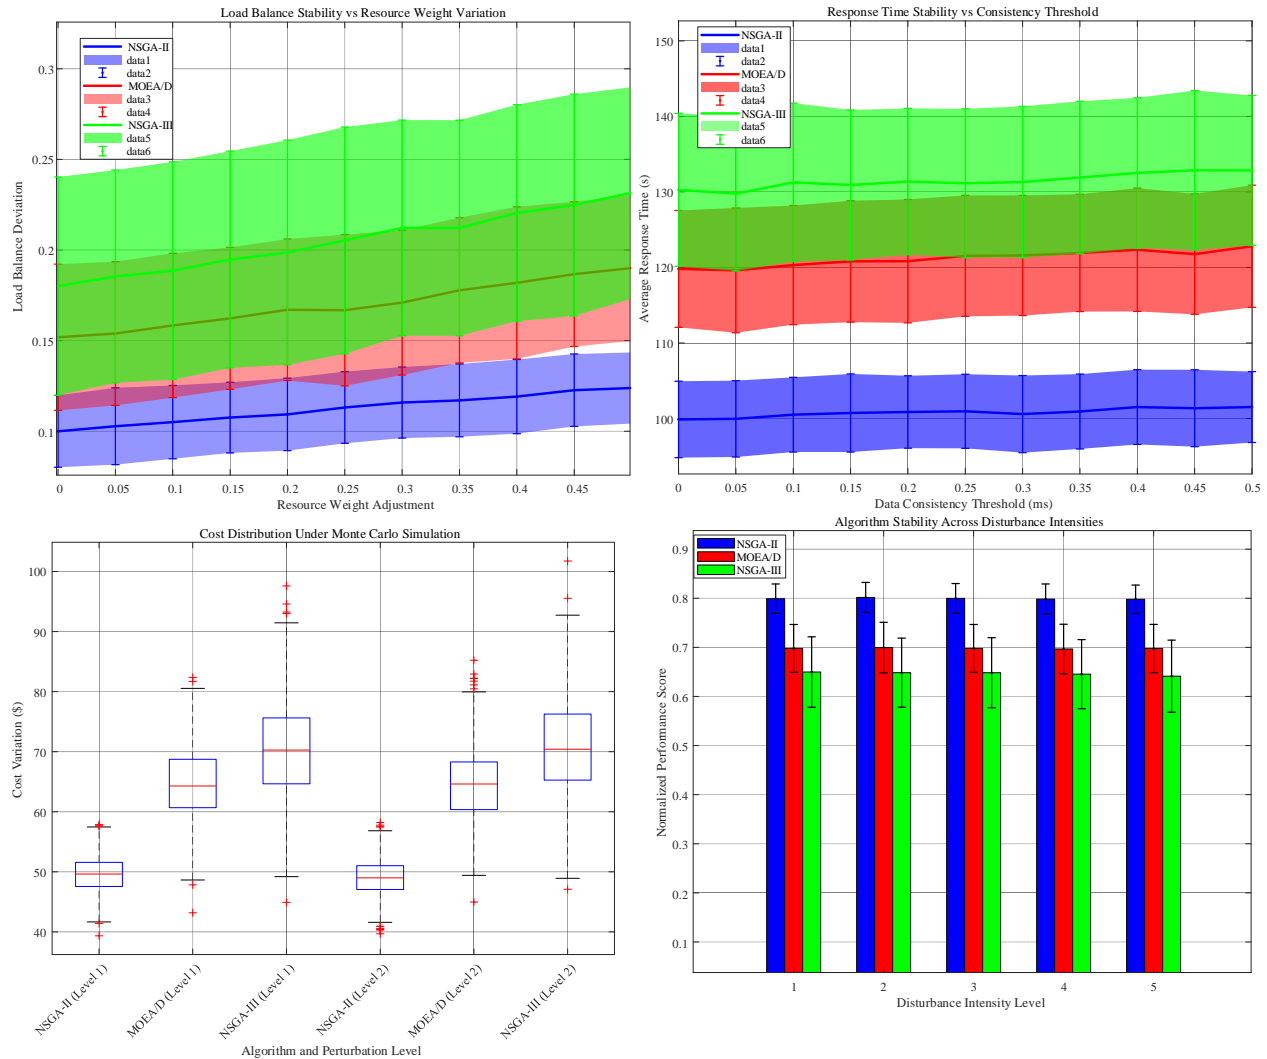 Load Balance Stability vs Resource Weight Variation
NSGA-II
data1
data2
MOEA/D
data3
data4
NSGA-III
data5
data6
0.3
0.25
0.2
0.15
0.1
Load Balance Deviation
0
0.05
0.1
0.15
0.2
0.25
0.3
0.35
0.4
0.45
Resource Weight Adjustment
Response Time Stability vs Consistency Threshold
NSGA-II
data1
data2
MOEA/D
data3
data4
NSGA-III
data5
data6
150
140
130
120
110
100
Average Response Time (s)
0
0.05
0.1
0.15
0.2
0.25
0.3
0.35
0.4
0.45
0.5
Data Consistency Threshold (ms)
Cost Distribution Under Monte Carlo Simulation
100
90
80
70
60
50
40
Cost Variation ($)
NSGA-II (Level 1)
MOEA/D (Level 1)
NSGA-III (Level 1)
NSGA-II (Level 2)
MOEA/D (Level 2)
NSGA-III (Level 2)
Algorithm and Perturbation Level
Algorithm Stability Across Disturbance Intensities
NSGA-II
MOEA/D
NSGA-III
0.9
0.8
0.7
0.6
0.5
0.4
0.3
0.2
0.1
Normalized Performance Score
1
2
3
4
5
Disturbance Intensity Level